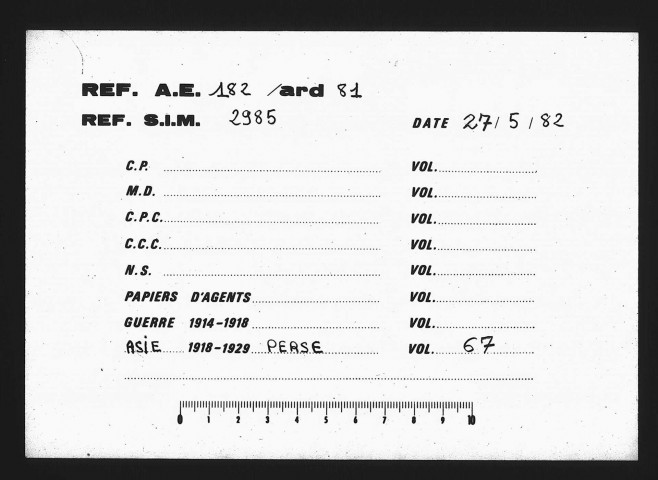 REF. A.E. 182 /ard 81
REF. S.I.M. 2985 DATE 27/ 5 / 82
C.P. VOL.
M.D. VOL.
C.P.C. VOL.
C.C.C. VOL.
N.S. VOL.
PAPIERS D'AGENTS VOL.
GUERRE 1914-1918 VOL.
ASIE 1918-1929 PERSE VOL. 67
0 1 2 3 4 5 6 7 8 9 10